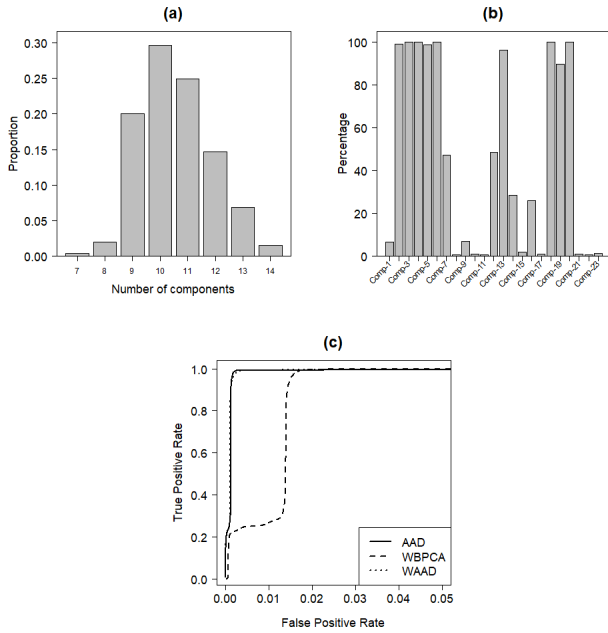 (a)
Proportion
0.30
0.25
0.20
0.15
0.10
0.05
0.00
7 8 9 10 11 12 13 14
Number of components
(b)
Percentage
100
80
60
40
20
0
Comp-1 Comp-3 Comp-5 Comp-7 Comp-9 Comp-11 Comp-13 Comp-15 Comp-17 Comp-19 Comp-21 Comp-23
(c)
True Positive Rate
1.0
0.8
0.6
0.4
0.2
0.0
AAD
WBPCA
WAAD
0.00 0.01 0.02 0.03 0.04 0.05
False Positive Rate